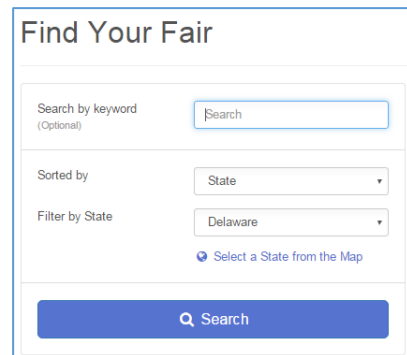 Find Your Fair
Search by keyword
(Optional)
Search
Sorted by
State
Filter by State
Delaware
Select a State from the Map
Search